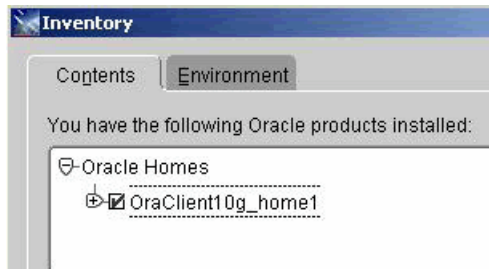 Inventory
Contents Environment
You have the following Oracle products installed:
Oracle Homes
OraClient10g_home1